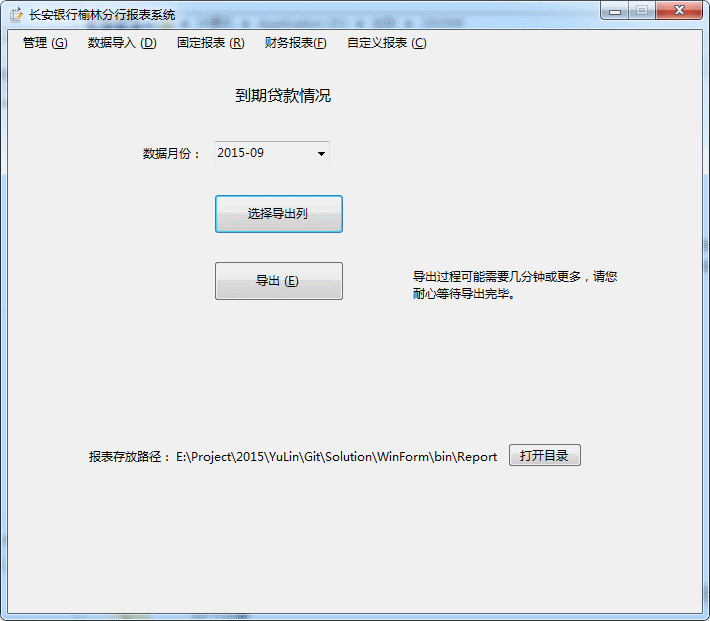 长安银行榆林分行报表系统
管理 (G) 数据导入 (D) 固定报表 (R) 财务报表(F) 自定义报表 (C)
到期贷款情况
数据月份： 2015-09
选择导出列
导出 (E)
导出过程可能需要几分钟或更多，请您
耐心等待导出完毕。
报表存放路径： E:\Project\2015\YuLin\Git\Solution\WinForm\bin\Report 打开目录